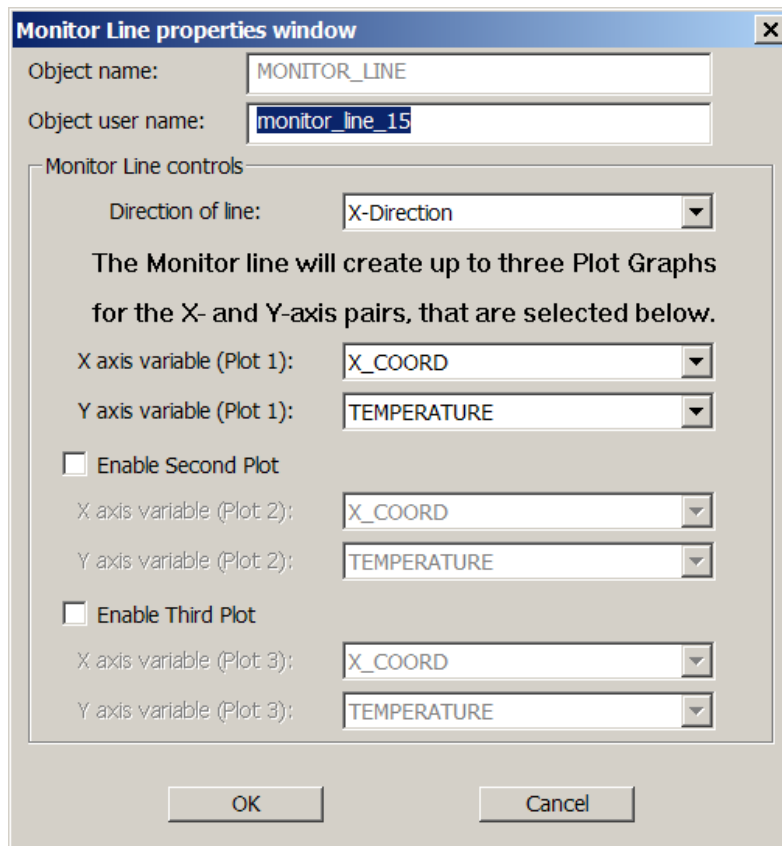 Monitor Line properties window
Object name: MONITOR_LINE
Object user name: monitor_line_15
Monitor Line controls
Direction of line: X-Direction
The Monitor line will create up to three Plot Graphs
for the X- and Y-axis pairs, that are selected below.
X axis variable (Plot 1): X_COORD
Y axis variable (Plot 1): TEMPERATURE
Enable Second Plot
X axis variable (Plot 2): X_COORD
Y axis variable (Plot 2): TEMPERATURE
Enable Third Plot
X axis variable (Plot 3): X_COORD
Y axis variable (Plot 3): TEMPERATURE
OK Cancel